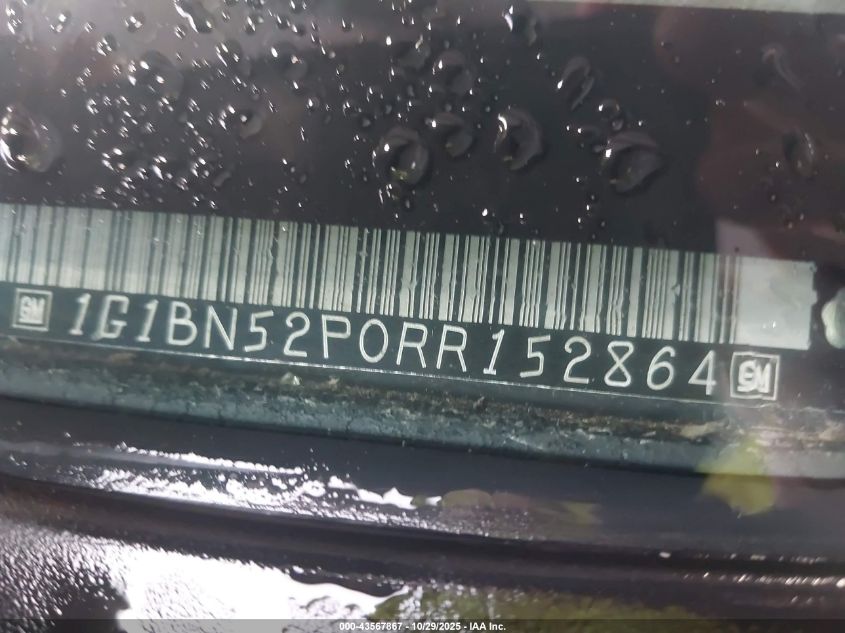 GM 1G1BN52P0RR152864 GM
000-43567867 - 10/29/2025 - IAA Inc.